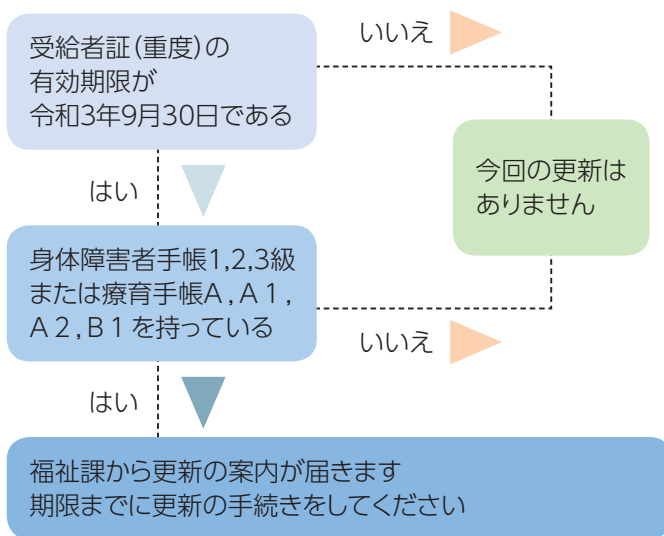 受給者証(重度)の
有効期限が
令和3年9月30日である
いいえ
はい
今回の更新は
ありません
身体障害者手帳1,2,3級
または療育手帳A,A1,
A2,B1を持っている
いいえ
はい
福祉課から更新の案内が届きます
期限までに更新の手続きをしてください